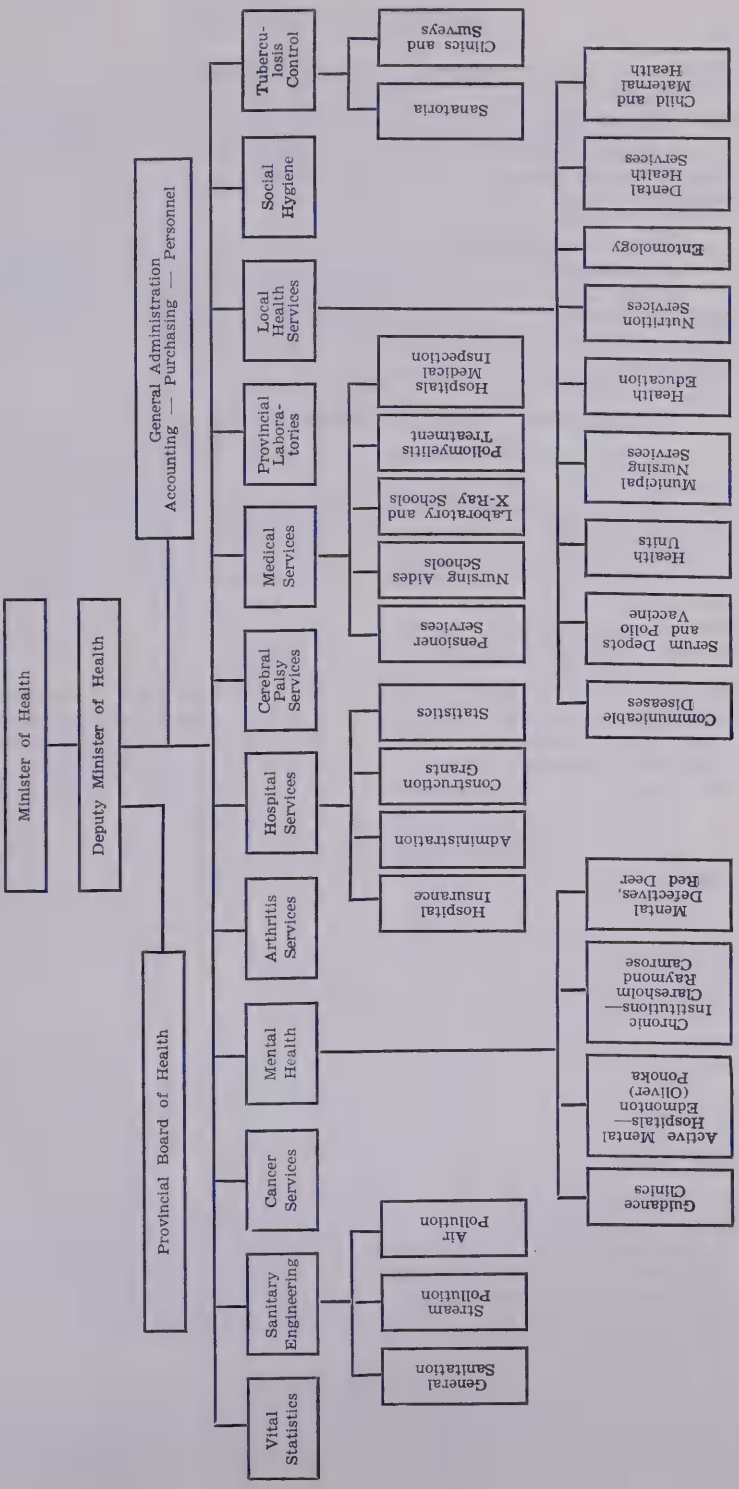 Minister of Health
Deputy Minister of Health
Provincial Board of Health
General Administration
Accounting — Purchasing — Personnel
Vital
Statistics
Sanitary
Engineering
Cancer
Services
Mental
Health
Arthritis
Services
Hospital
Services
Cerebral
Palsy
Services
Medical
Services
Provincial
Labora-
tories
Local
Health
Services
Social
Hygiene
Tubercu-
losis
Control
General
Sanitation
Stream
Pollution
Air
Pollution
Hospital
Insurance
Administration
Construction
Grants
Statistics
Pensioner
Services
Nursing Aides
Schools
Laboratory and
X-Ray Schools
Poliomyelitis
Treatment
Hospitals
Medical
Inspection
Sanatoria
Clinics and
Surveys
Guidance
Clinics
Active Mental
Hospitals—
Edmonton
(Oliver)
Ponoka
Chronic
Institutions—
Claresholm
Raymond
Camrose
Mental
Defectives,
Red Deer
Communicable
Diseases
Serum Depots
and Polio
Vaccine
Health
Units
Municipal
Nursing
Services
Health
Education
Nutrition
Services
Entomology
Dental
Health
Services
Child and
Maternal
Health